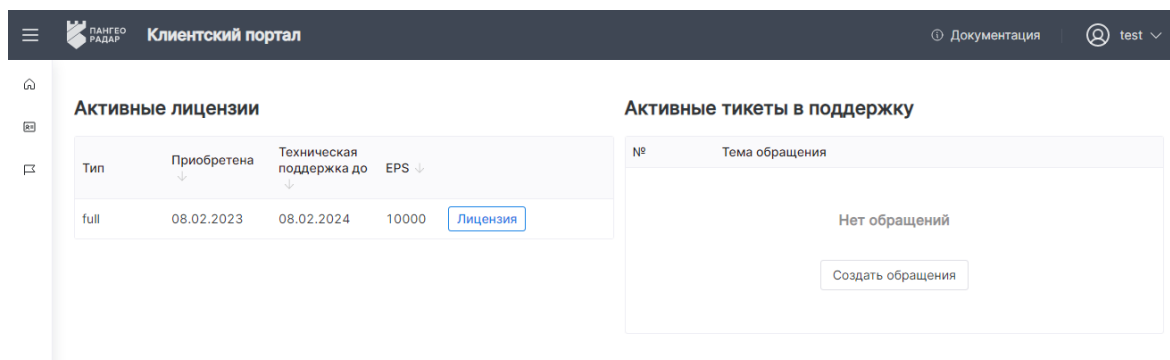 ПАНГЕО
РАДАР
Клиентский портал
Документация
test
Активные лицензии
Тип
Приобретена
Техническая
поддержка до
EPS
full
08.02.2023
08.02.2024
10000
Лицензия
Активные тикеты в поддержку
№
Тема обращения
Нет обращений
Создать обращения